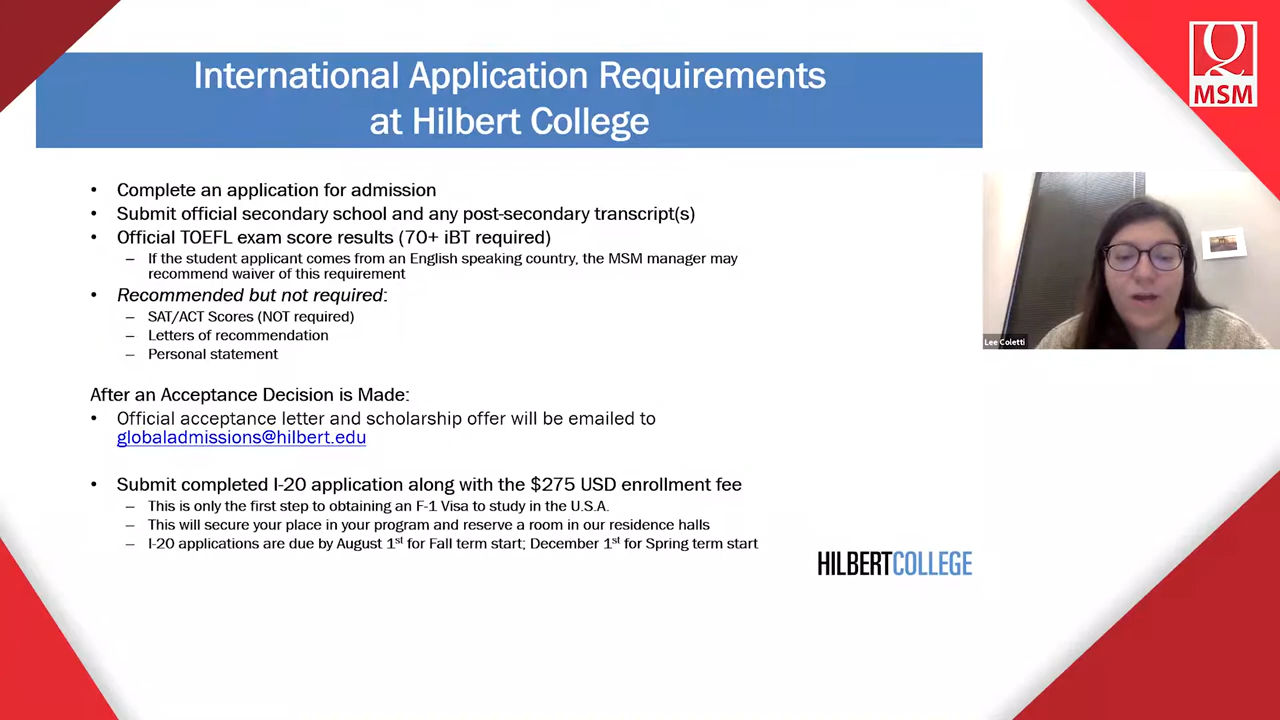 International Application Requirements
at Hilbert College
MSM
• Complete an application for admission
• Submit official secondary school and any post-secondary transcript(s)
• Official TOEFL exam score results (70+ iBT required)
– If the student applicant comes from an English speaking country, the MSM manager may
recommend waiver of this requirement
• Recommended but not required:
– SAT/ACT Scores (NOT required)
– Letters of recommendation
– Personal statement
Lee Coletti
After an Acceptance Decision is Made:
• Official acceptance letter and scholarship offer will be emailed to
globaladmissions@hilbert.edu
• Submit completed I-20 application along with the $275 USD enrollment fee
– This is only the first step to obtaining an F-1 Visa to study in the U.S.A.
– This will secure your place in your program and reserve a room in our residence halls
– I-20 applications are due by August 1st for Fall term start; December 1st for Spring term start
HILBERTCOLLEGE